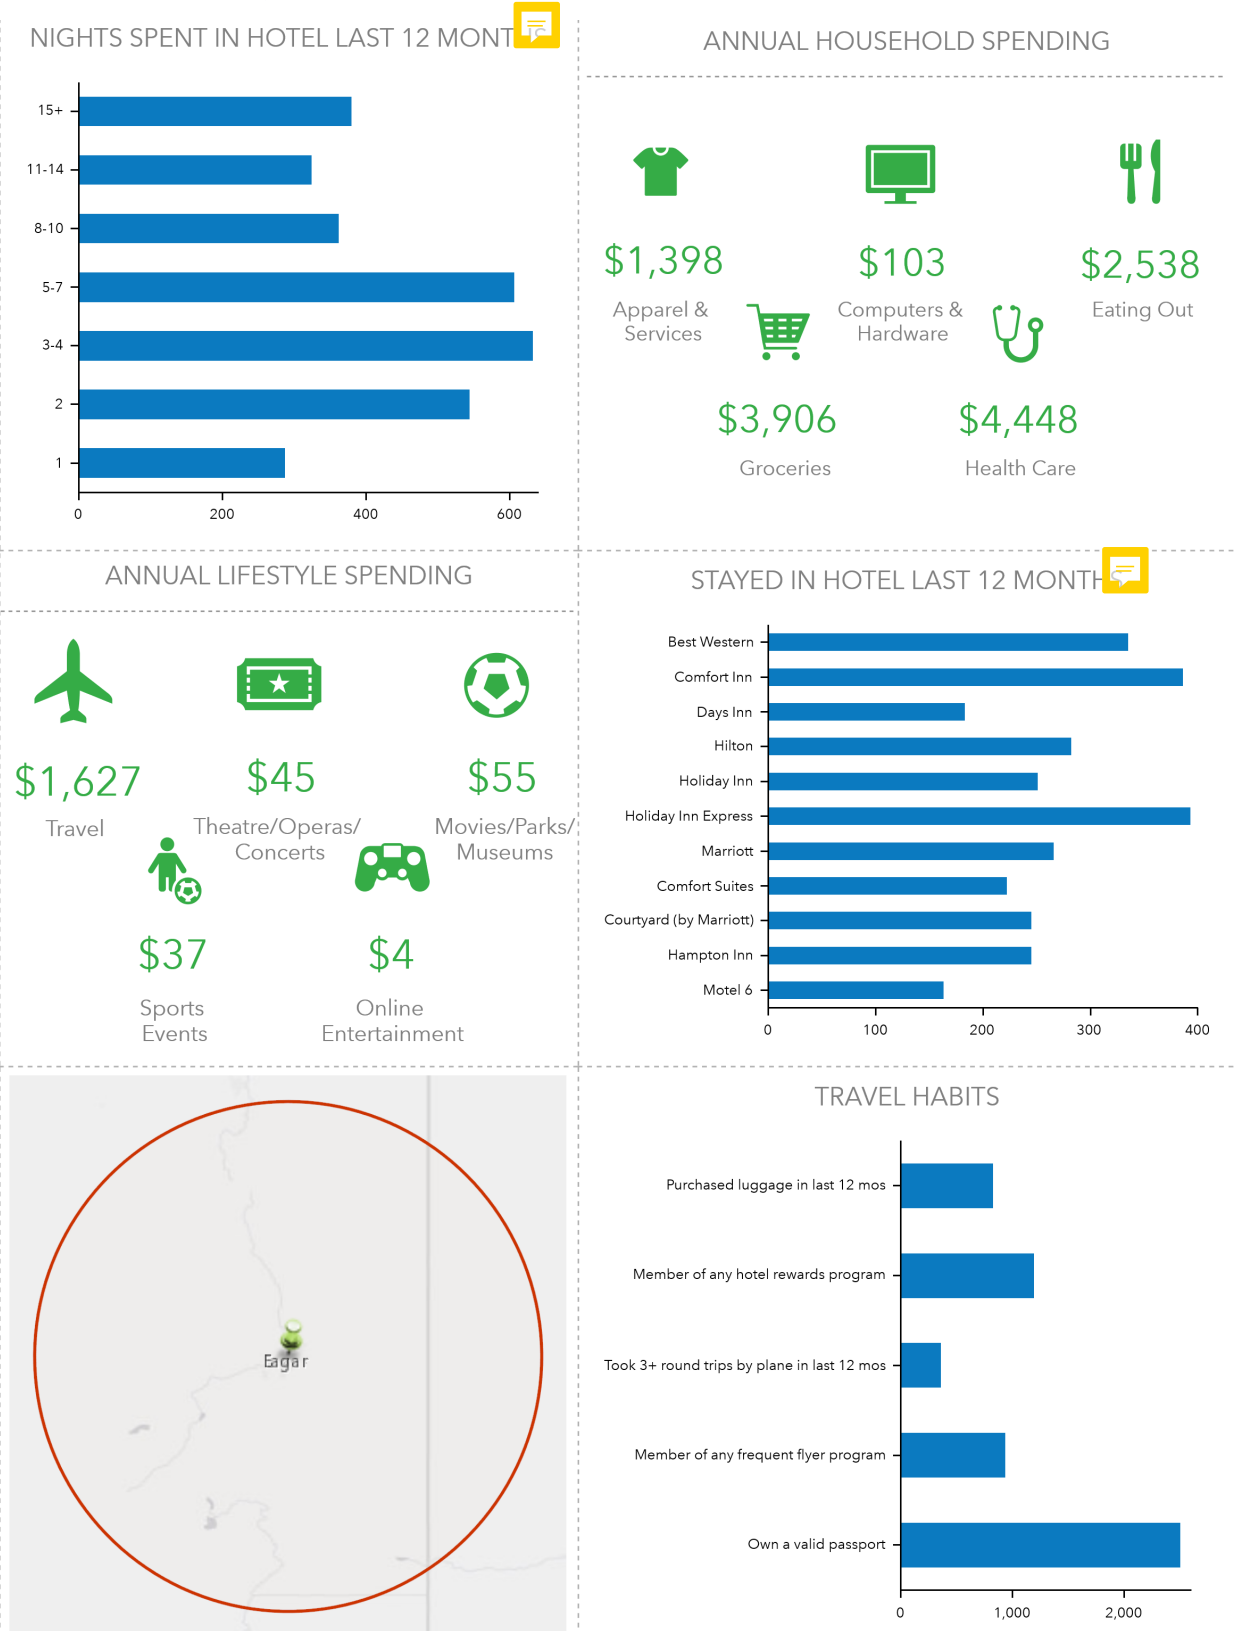 NIGHTS SPENT IN HOTEL LAST 12 MONTHS
15+
11-14
8-10
5-7
3-4
2
1
0 200 400 600
ANNUAL HOUSEHOLD SPENDING
$1,398
Apparel &
Services
$103
Computers &
Hardware
$2,538
Eating Out
$3,906
Groceries
$4,448
Health Care
ANNUAL LIFESTYLE SPENDING
$1,627
Travel
$45
Theatre/Operas/
Concerts
$55
Movies/Parks/
Museums
$37
Sports
Events
$4
Online
Entertainment
STAYED IN HOTEL LAST 12 MONTHS
Best Western
Comfort Inn
Days Inn
Hilton
Holiday Inn
Holiday Inn Express
Marriott
Comfort Suites
Courtyard (by Marriott)
Hampton Inn
Motel 6
0 100 200 300 400
Eagar
TRAVEL HABITS
Purchased luggage in last 12 mos
Member of any hotel rewards program
Took 3+ round trips by plane in last 12 mos
Member of any frequent flyer program
Own a valid passport
0 1,000 2,000